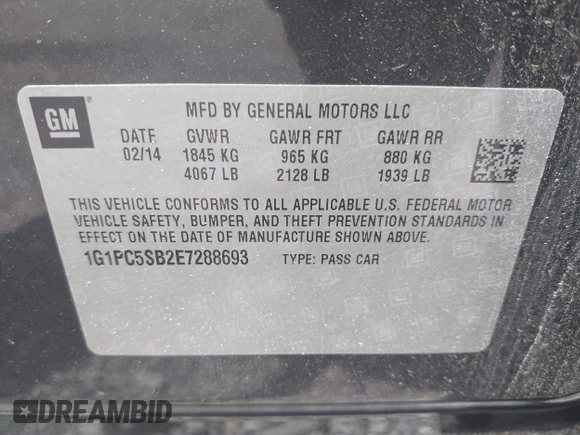 GM ®
MFD BY GENERAL MOTORS LLC
DATE GVWR GAWR FRT GAWR RR
02/14 1845 KG 965 KG 880 KG
4067 LB 2128 LB 1939 LB
THIS VEHICLE CONFORMS TO ALL APPLICABLE U.S. FEDERAL MOTOR
VEHICLE SAFETY, BUMPER, AND THEFT PREVENTION STANDARDS IN
EFFECT ON THE DATE OF MANUFACTURE SHOWN ABOVE.
1G1PC5SB2E7288693 TYPE: PASS CAR
DREAMBID